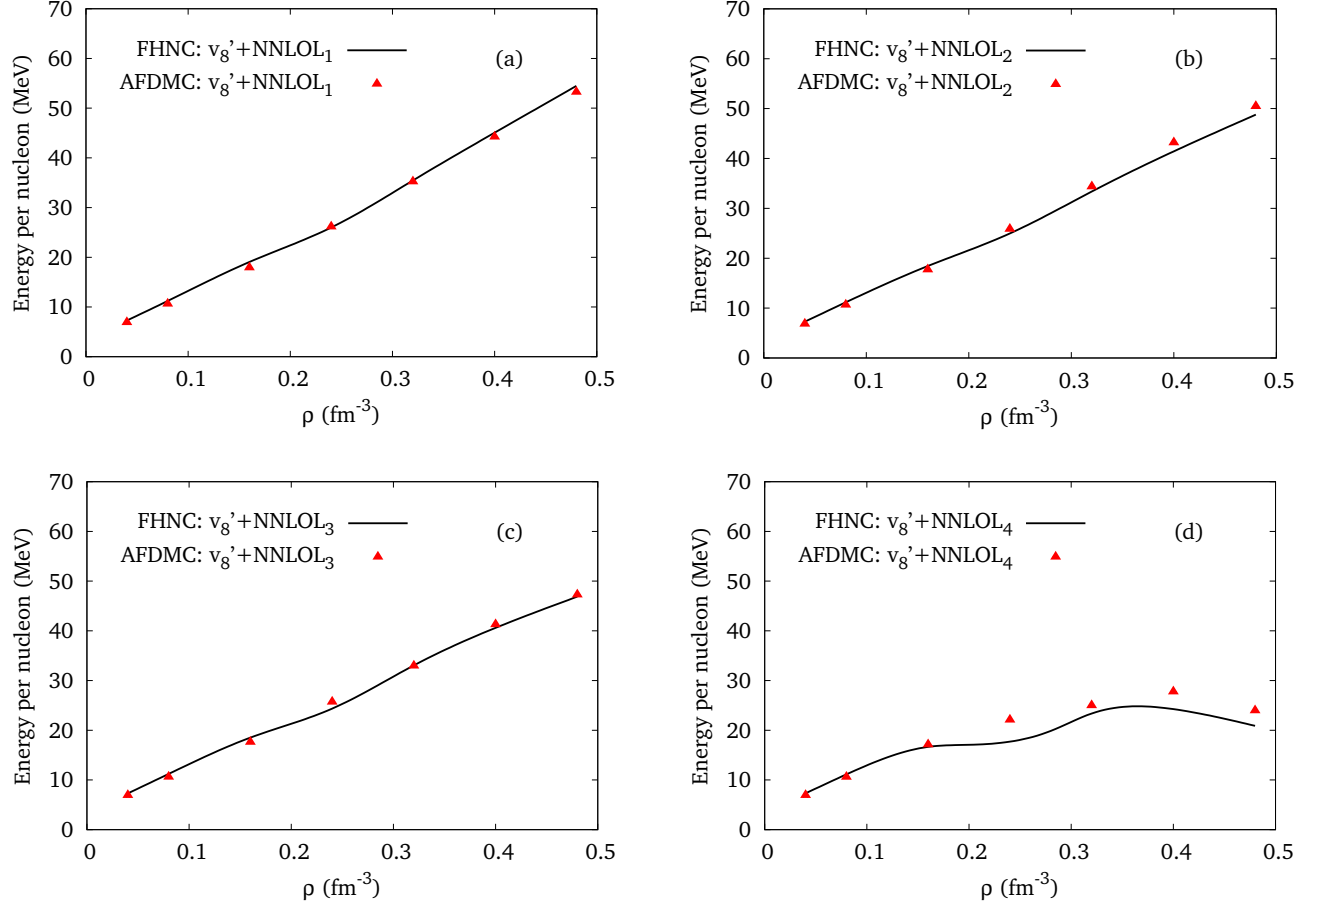 70
60
50
40
30
20
10
0
Energy per nucleon (MeV)
FHNC: v8’+NNLOL1
AFDMC: v8’+NNLOL1
(a)
0 0.1 0.2 0.3 0.4 0.5
ρ (fm-3)
70
60
50
40
30
20
10
0
Energy per nucleon (MeV)
FHNC: v8’+NNLOL2
AFDMC: v8’+NNLOL2
(b)
0 0.1 0.2 0.3 0.4 0.5
ρ (fm-3)
70
60
50
40
30
20
10
0
Energy per nucleon (MeV)
FHNC: v8’+NNLOL3
AFDMC: v8’+NNLOL3
(c)
0 0.1 0.2 0.3 0.4 0.5
ρ (fm-3)
70
60
50
40
30
20
10
0
Energy per nucleon (MeV)
FHNC: v8’+NNLOL4
AFDMC: v8’+NNLOL4
(d)
0 0.1 0.2 0.3 0.4 0.5
ρ (fm-3)